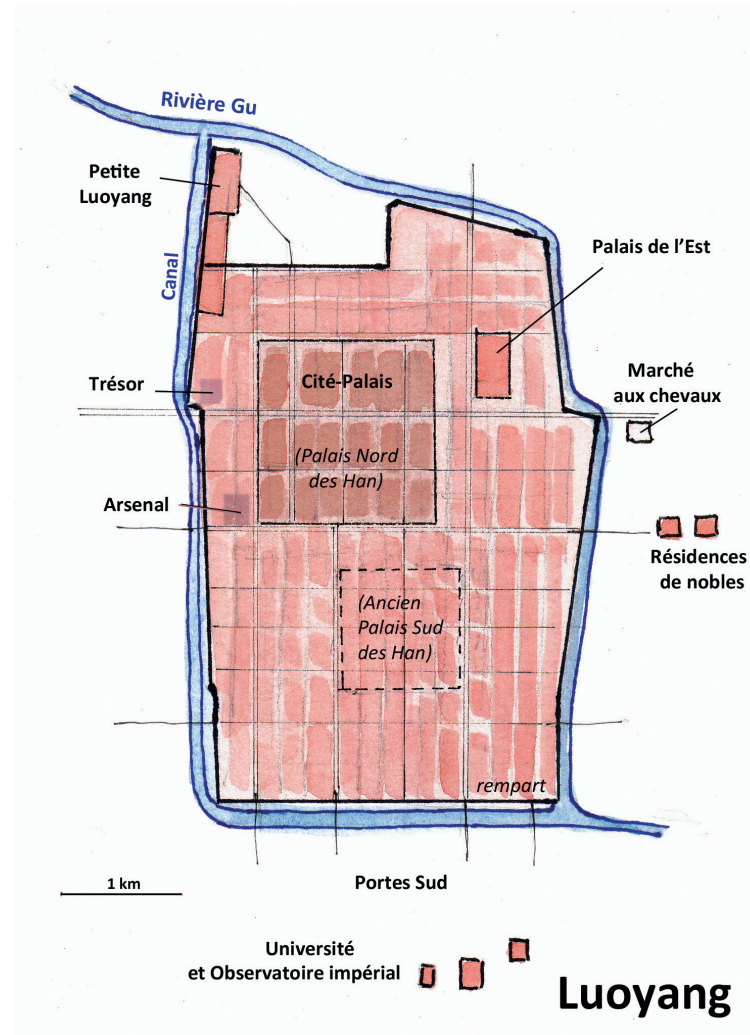 Rivière Gu
Petite
Luoyang
Canal
Palais de l’Est
Trésor
Cité-Palais
Marché
aux chevaux
(Palais Nord
des Han)
Arsenal
Résidences
de nobles
(Ancien
Palais Sud
des Han)
rempart
1 km
Portes Sud
Université
et Observatoire impérial
Luoyang